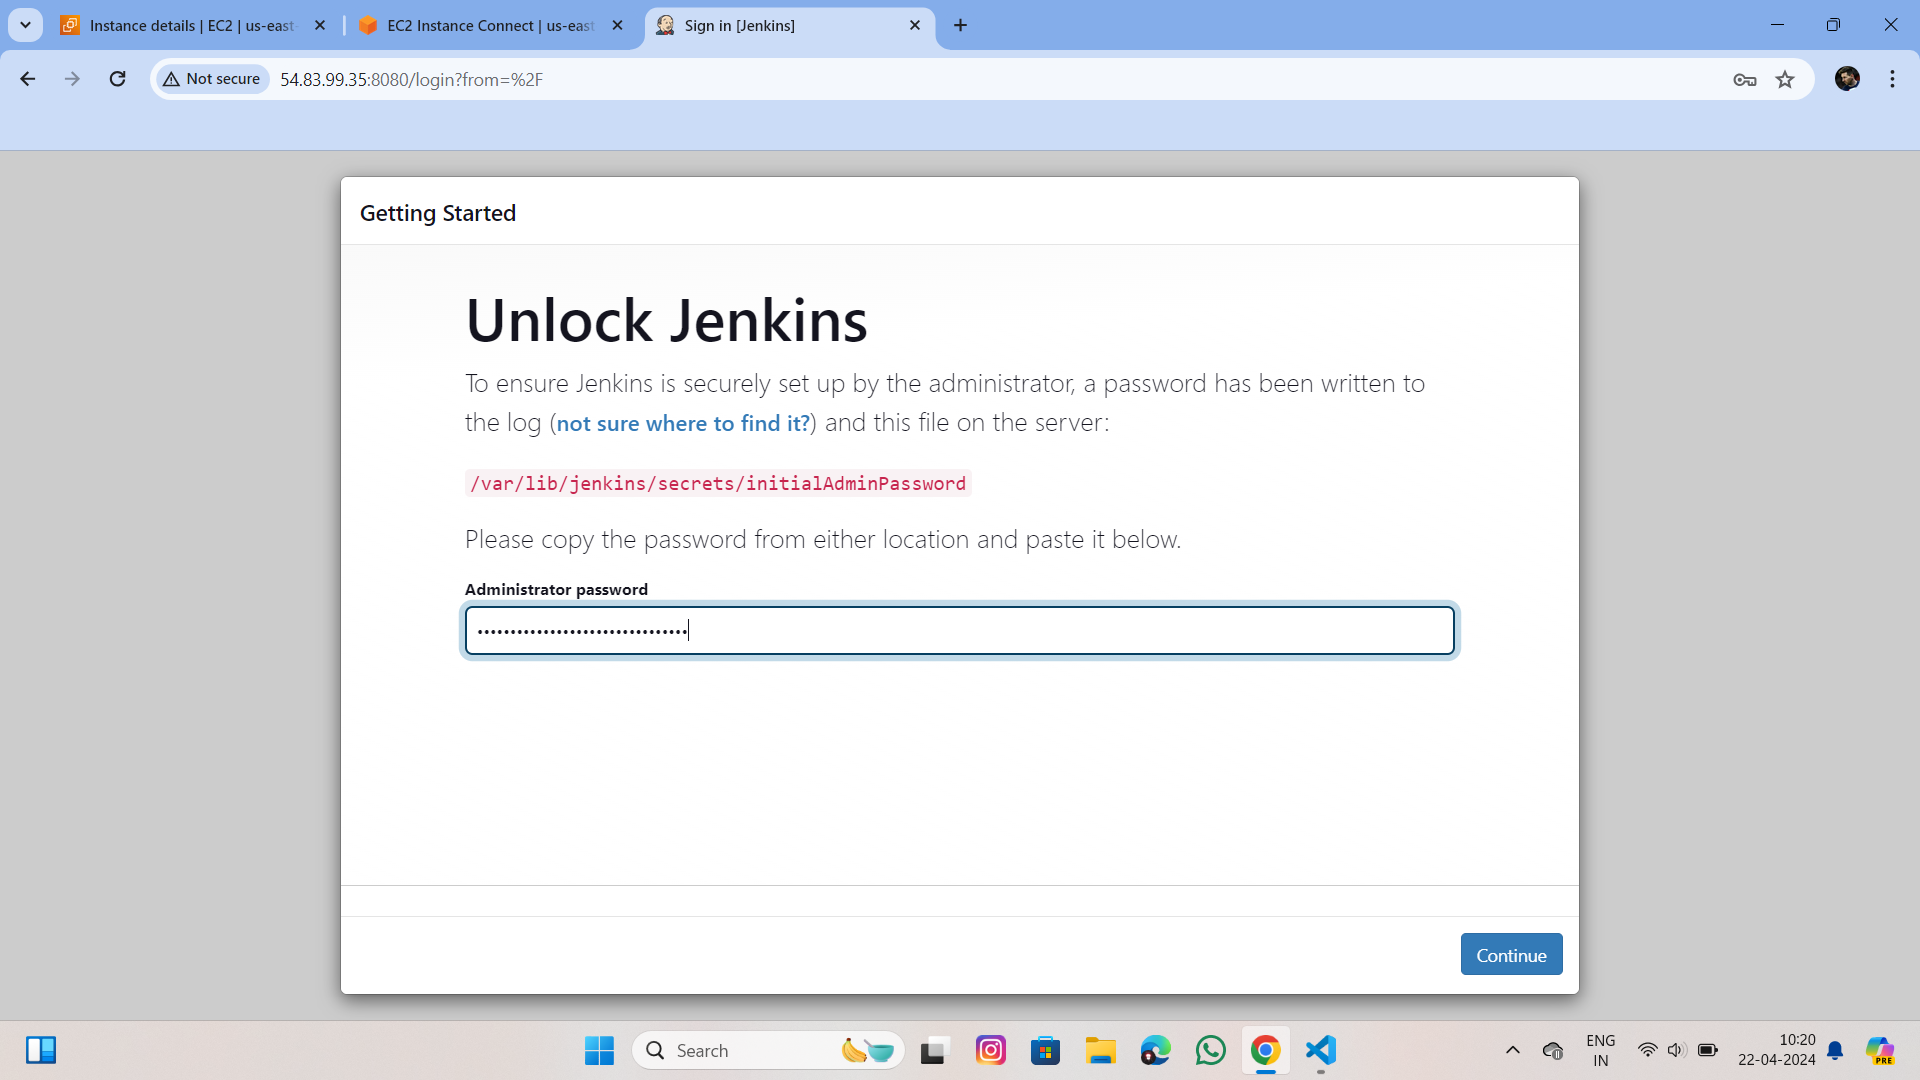 Instance details | EC2 | us-east-
EC2 Instance Connect | us-east
Sign in [Jenkins]
Not secure
54.83.99.35:8080/login?from=%2F
Getting Started
Unlock Jenkins
To ensure Jenkins is securely set up by the administrator, a password has been written to
the log (not sure where to find it?) and this file on the server:
/var/lib/jenkins/secrets/initialAdminPassword
Please copy the password from either location and paste it below.
Administrator password
••••••••••••••••••••••••••••••••
Continue
Search
ENG
IN
10:20
22-04-2024
PRE